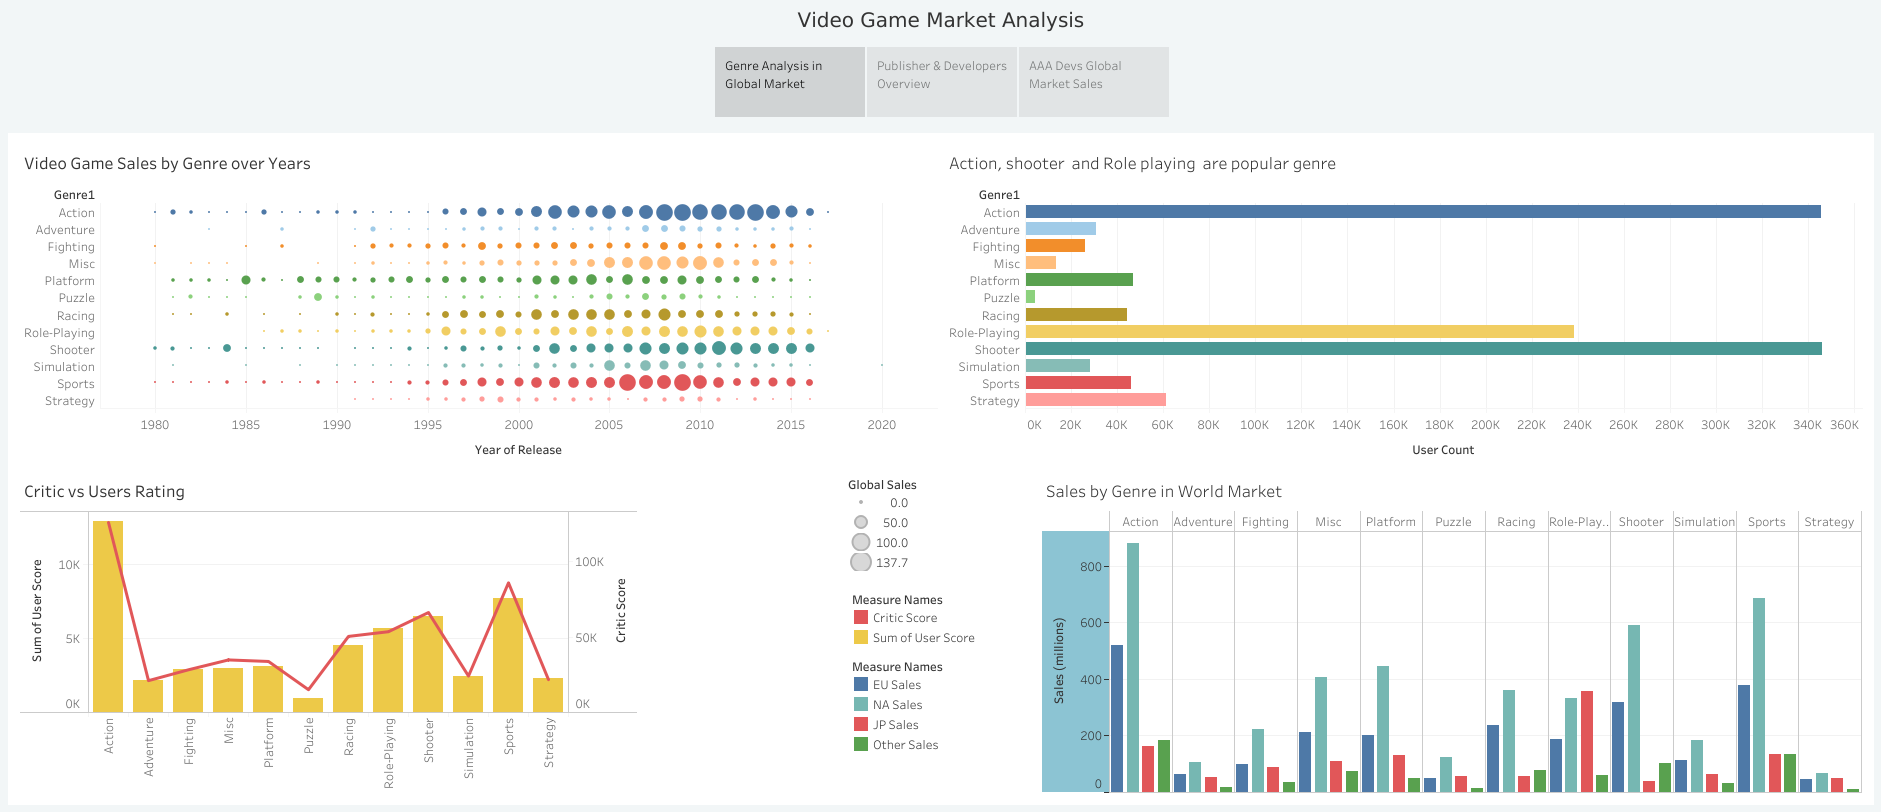 Video Game Market Analysis
Genre Analysis in
Global Market
Publisher & Developers
Overview
AAA Devs Global
Market Sales
Video Game Sales by Genre over Years
Genre1
Action
Adventure
Fighting
Misc
Platform
Puzzle
Racing
Role-Playing
Shooter
Simulation
Sports
Strategy
1980 1985 1990 1995 2000 2005 2010 2015 2020
Year of Release
Action, shooter and Role playing are popular genre
Genre1
Action
Adventure
Fighting
Misc
Platform
Puzzle
Racing
Role-Playing
Shooter
Simulation
Sports
Strategy
0K 20K 40K 60K 80K 100K 120K 140K 160K 180K 200K 220K 240K 260K 280K 300K 320K 340K 360K
User Count
Critic vs Users Rating
Sum of User Score
10K
5K
0K
100K
50K
0K
Critic Score
Action
Adventure
Fighting
Misc
Platform
Puzzle
Racing
Role-Playing
Shooter
Simulation
Sports
Strategy
Global Sales
0.0
50.0
100.0
137.7
Measure Names
Critic Score
Sum of User Score
Measure Names
EU Sales
NA Sales
JP Sales
Other Sales
Sales by Genre in World Market
Action Adventure Fighting Misc Platform Puzzle Racing Role-Play.. Shooter Simulation Sports Strategy
Sales (millions)
800
600
400
200
0